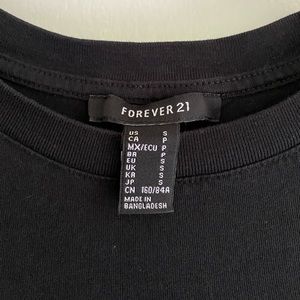 FOREVER 21
US S
CA P
MX/ECU P
BR P
EU S
UK S
KR S
JP S
CN 160/84A
MADE IN
BANGLADESH